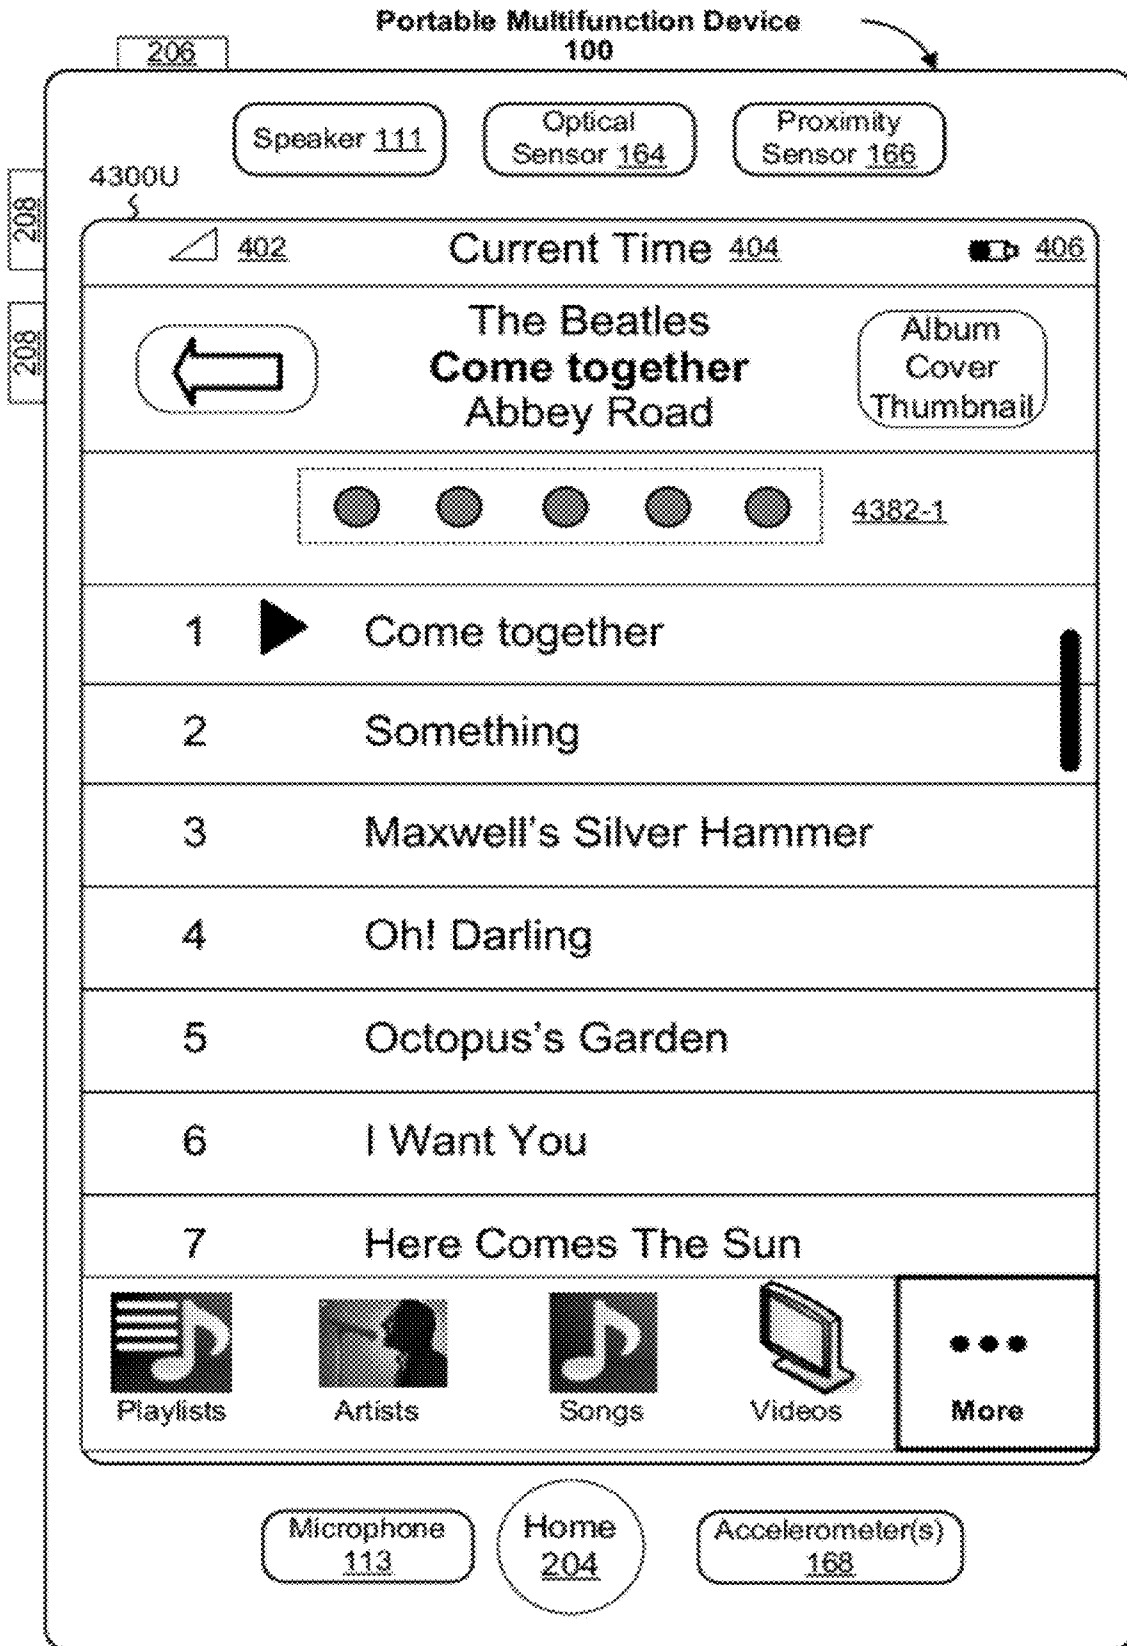 Portable Multifunction Device
100
206
Speaker 111
Optical
Sensor 164
Proximity
Sensor 166
4300U
208
208
402
Current Time 404
406
The Beatles
Come together
Abbey Road
Album
Cover
Thumbnail
4382-1
1 Come together
2 Something
3 Maxwell's Silver Hammer
4 Oh! Darling
5 Octopus's Garden
6 I Want You
7 Here Comes The Sun
Playlists
Artists
Songs
Videos
More
Microphone
113
Home
204
Accelerometer(s)
168